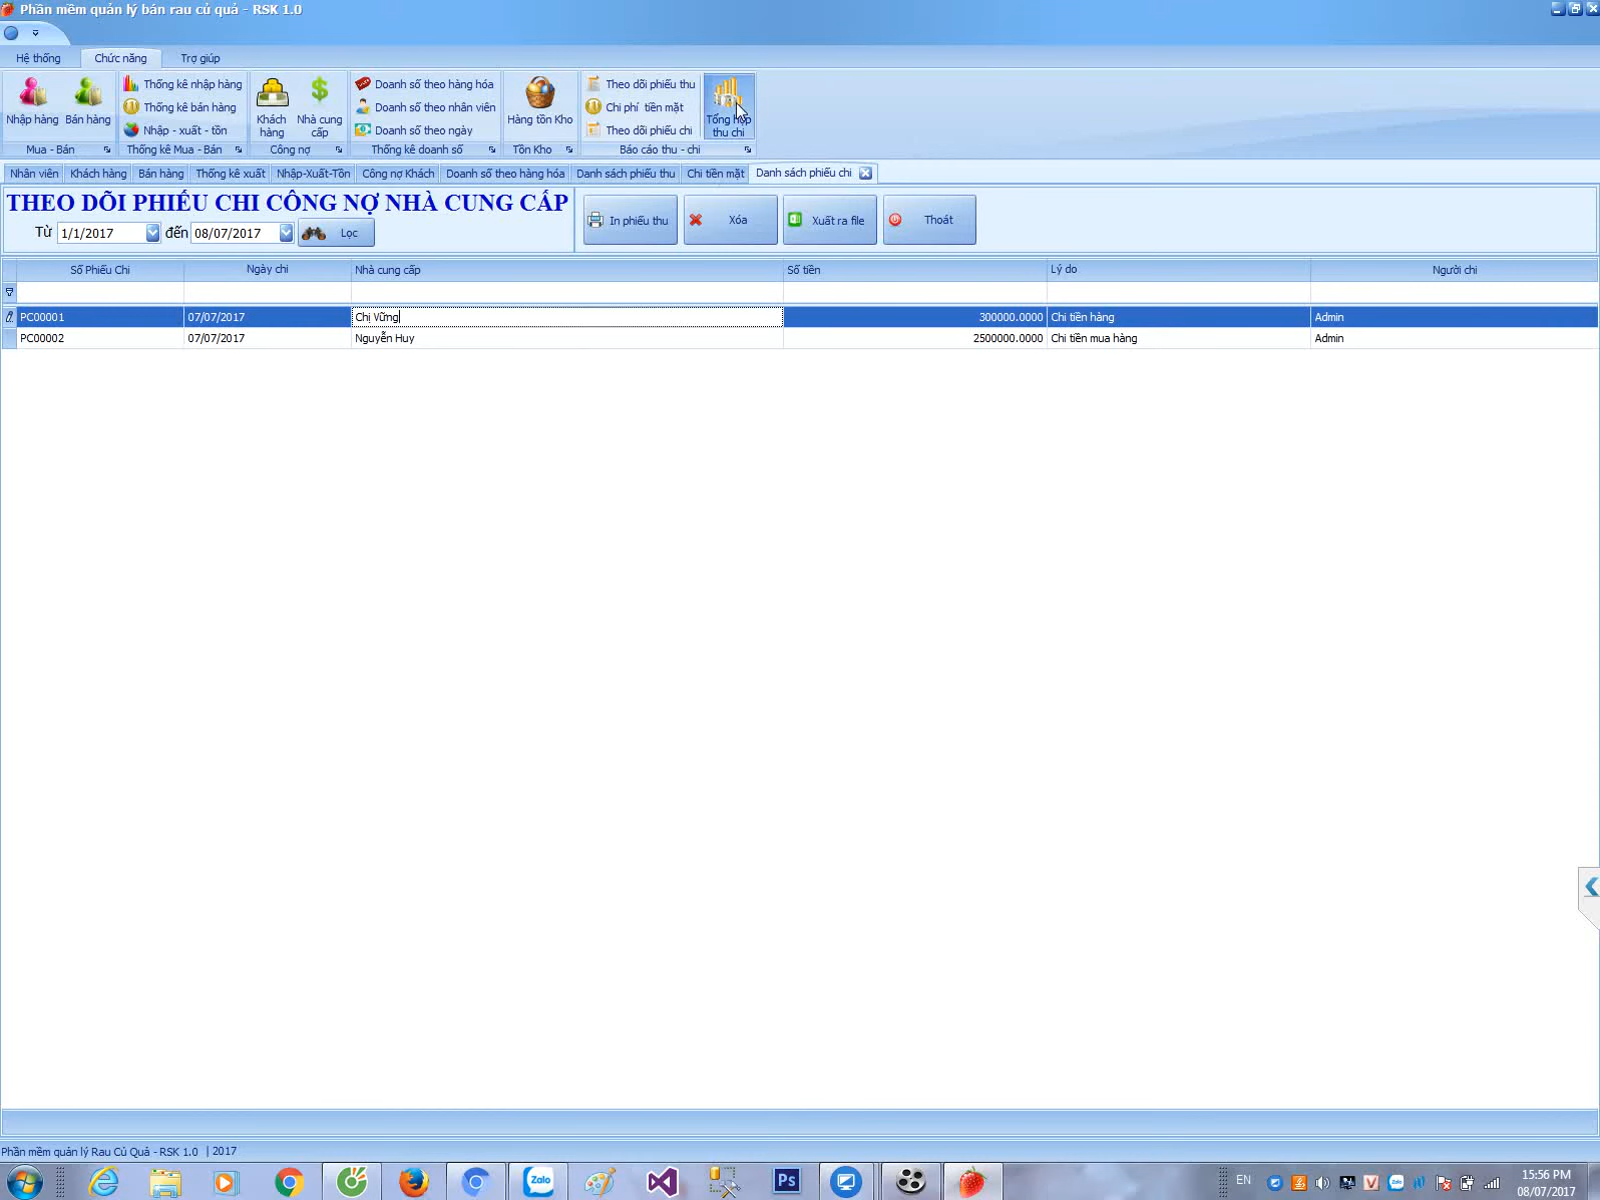 Phần mềm quản lý bán rau củ quả - RSK 1.0
Hệ thống Chức năng Trợ giúp
Nhập hàng
Bán hàng
Mua - Bán
Thống kê nhập hàng
Thống kê bán hàng
Nhập - xuất - tồn
Thống kê Mua - Bán
Khách hàng
Nhà cung cấp
Công nợ
Doanh số theo hàng hóa
Doanh số theo nhân viên
Doanh số theo ngày
Thống kê doanh số
Hàng tồn Kho
Tồn Kho
Theo dõi phiếu thu
Chi phí tiền mặt
Theo dõi phiếu chi
Tổng hợp
thu chi
Báo cáo thu - chi
Nhân viên Khách hàng Bán hàng Thống kê xuất Nhập-Xuất-Tồn Công nợ Khách Doanh số theo hàng hóa Danh sách phiếu thu Chi tiền mặt Danh sách phiếu chi
THEO DÕI PHIẾU CHI CÔNG NỢ NHÀ CUNG CẤP
Từ 1/1/2017 đến 08/07/2017 Lọc
In phiếu thu Xóa Xuất ra file Thoát
Số Phiếu Chi Ngày chi Nhà cung cấp Số tiền Lý do Người chi
PC00001 07/07/2017 Chị Vững 300000.0000 Chi tiền hàng Admin
PC00002 07/07/2017 Nguyễn Huy 2500000.0000 Chi tiền mua hàng Admin
Phần mềm quản lý Rau Củ Quả - RSK 1.0 | 2017
Zalo
Ps
EN
15:56 PM
08/07/2017